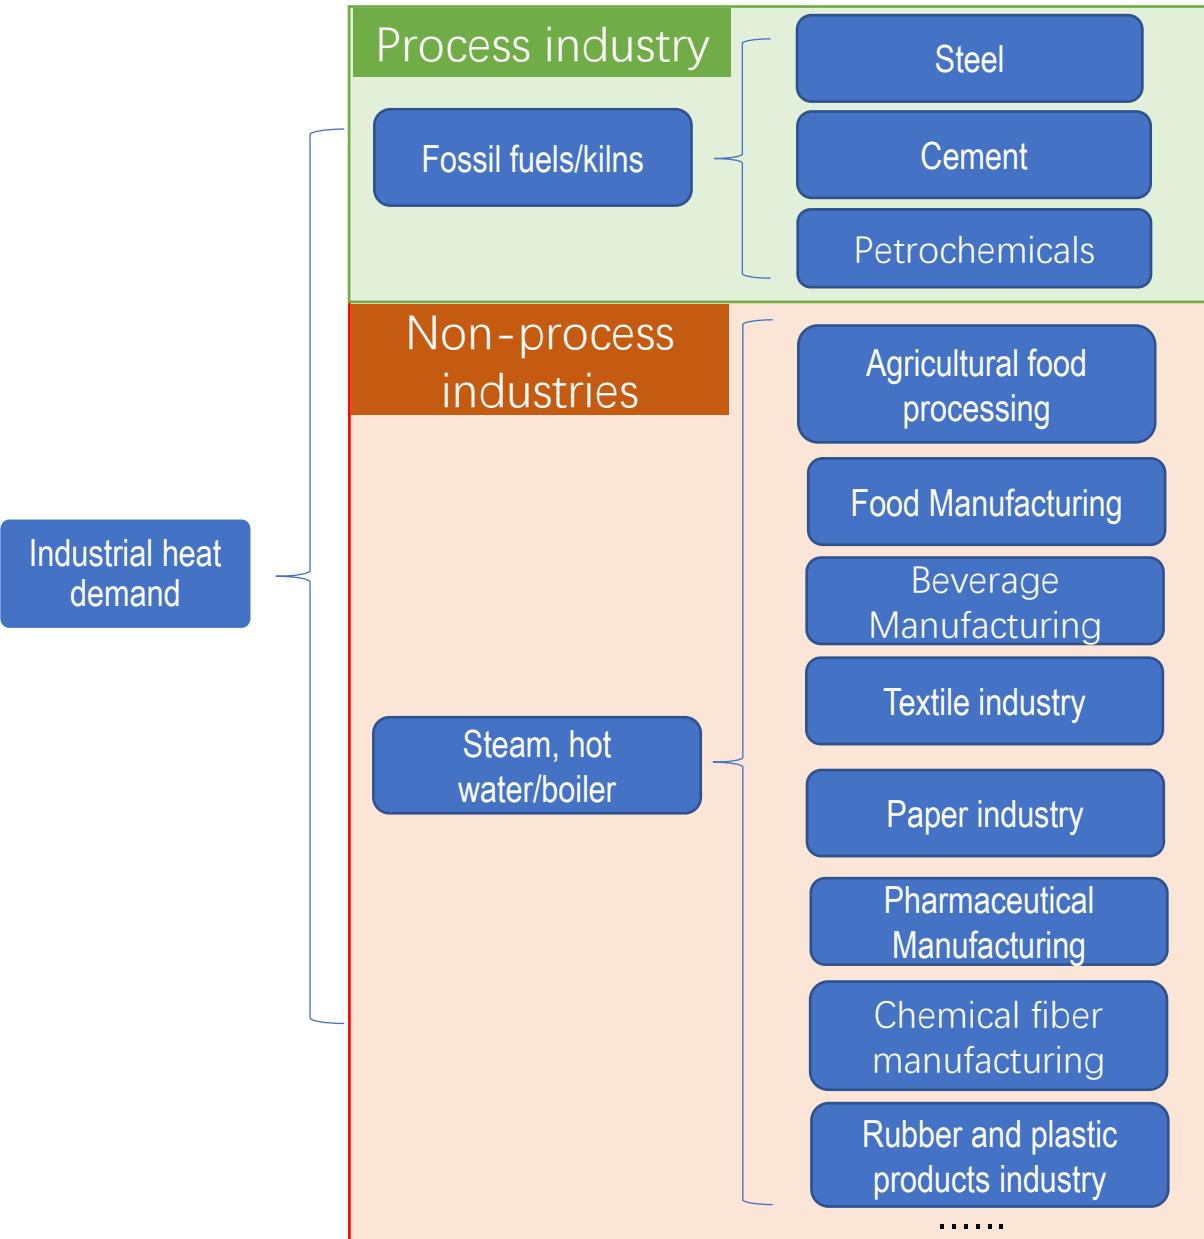 Process industry
Fossil fuels/kilns
Steel
Cement
Petrochemicals
Industrial heat
demand
Non-process
industries
Steam, hot
water/boiler
Agricultural food
processing
Food Manufacturing
Beverage
Manufacturing
Textile industry
Paper industry
Pharmaceutical
Manufacturing
Chemical fiber
manufacturing
Rubber and plastic
products industry
......